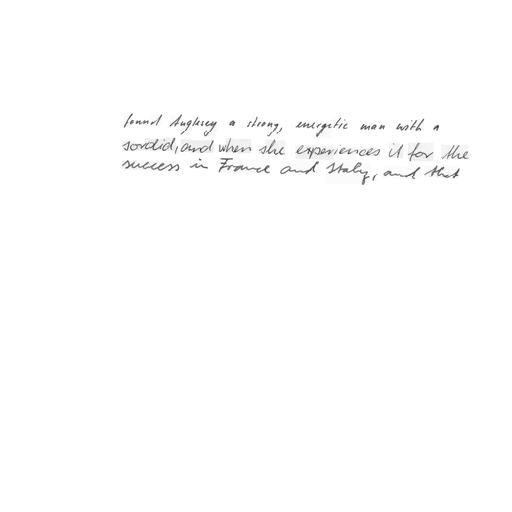 found Anglesey a strong, energetic man with a
sordid, and when she experiences it for the
success in France and Italy, and that